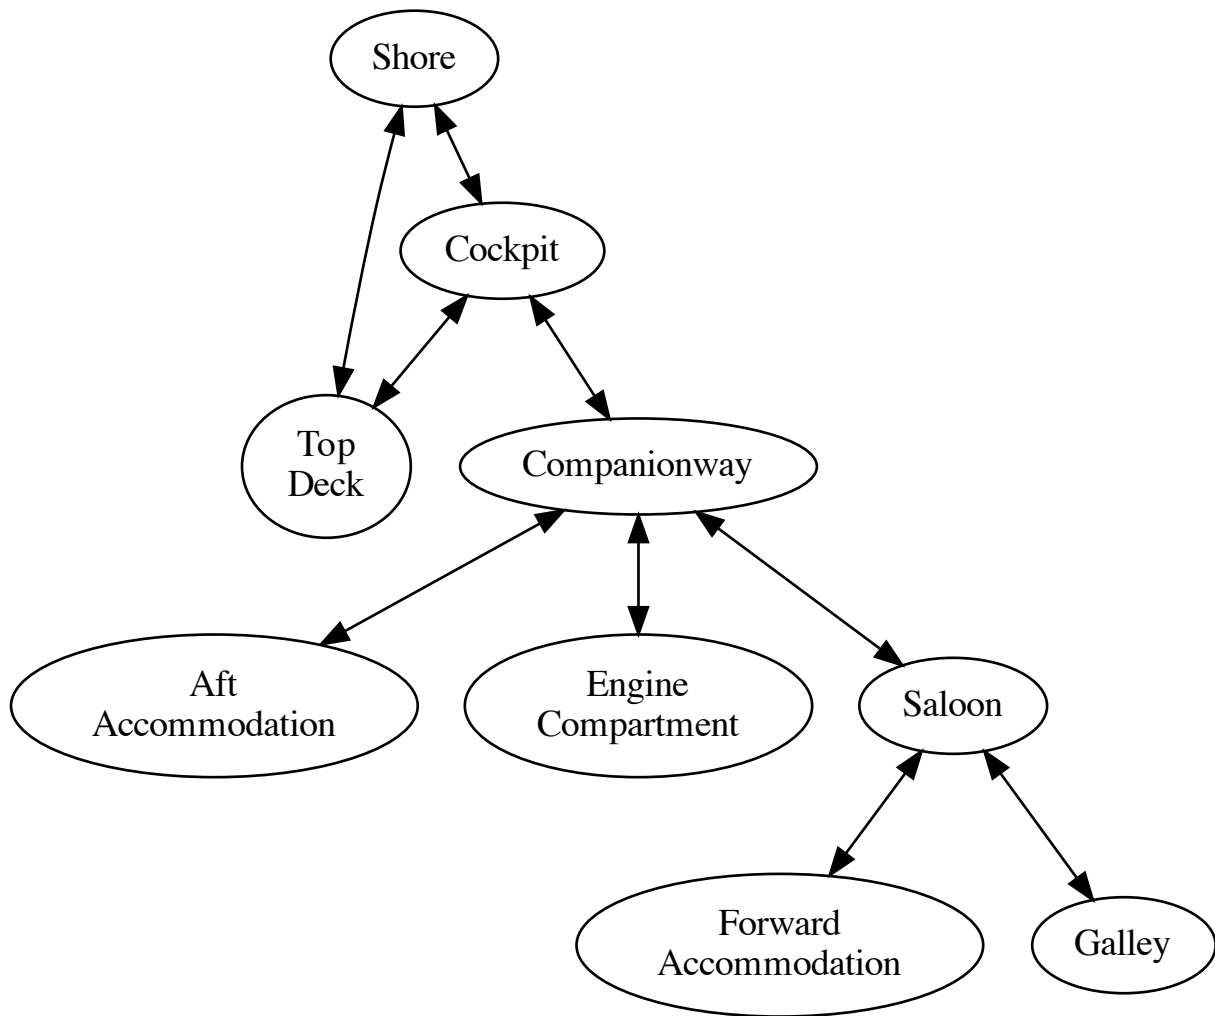 Shore
Cockpit
Top
Deck
Companionway
Aft
Accommodation
Engine
Compartment
Saloon
Forward
Accommodation
Galley